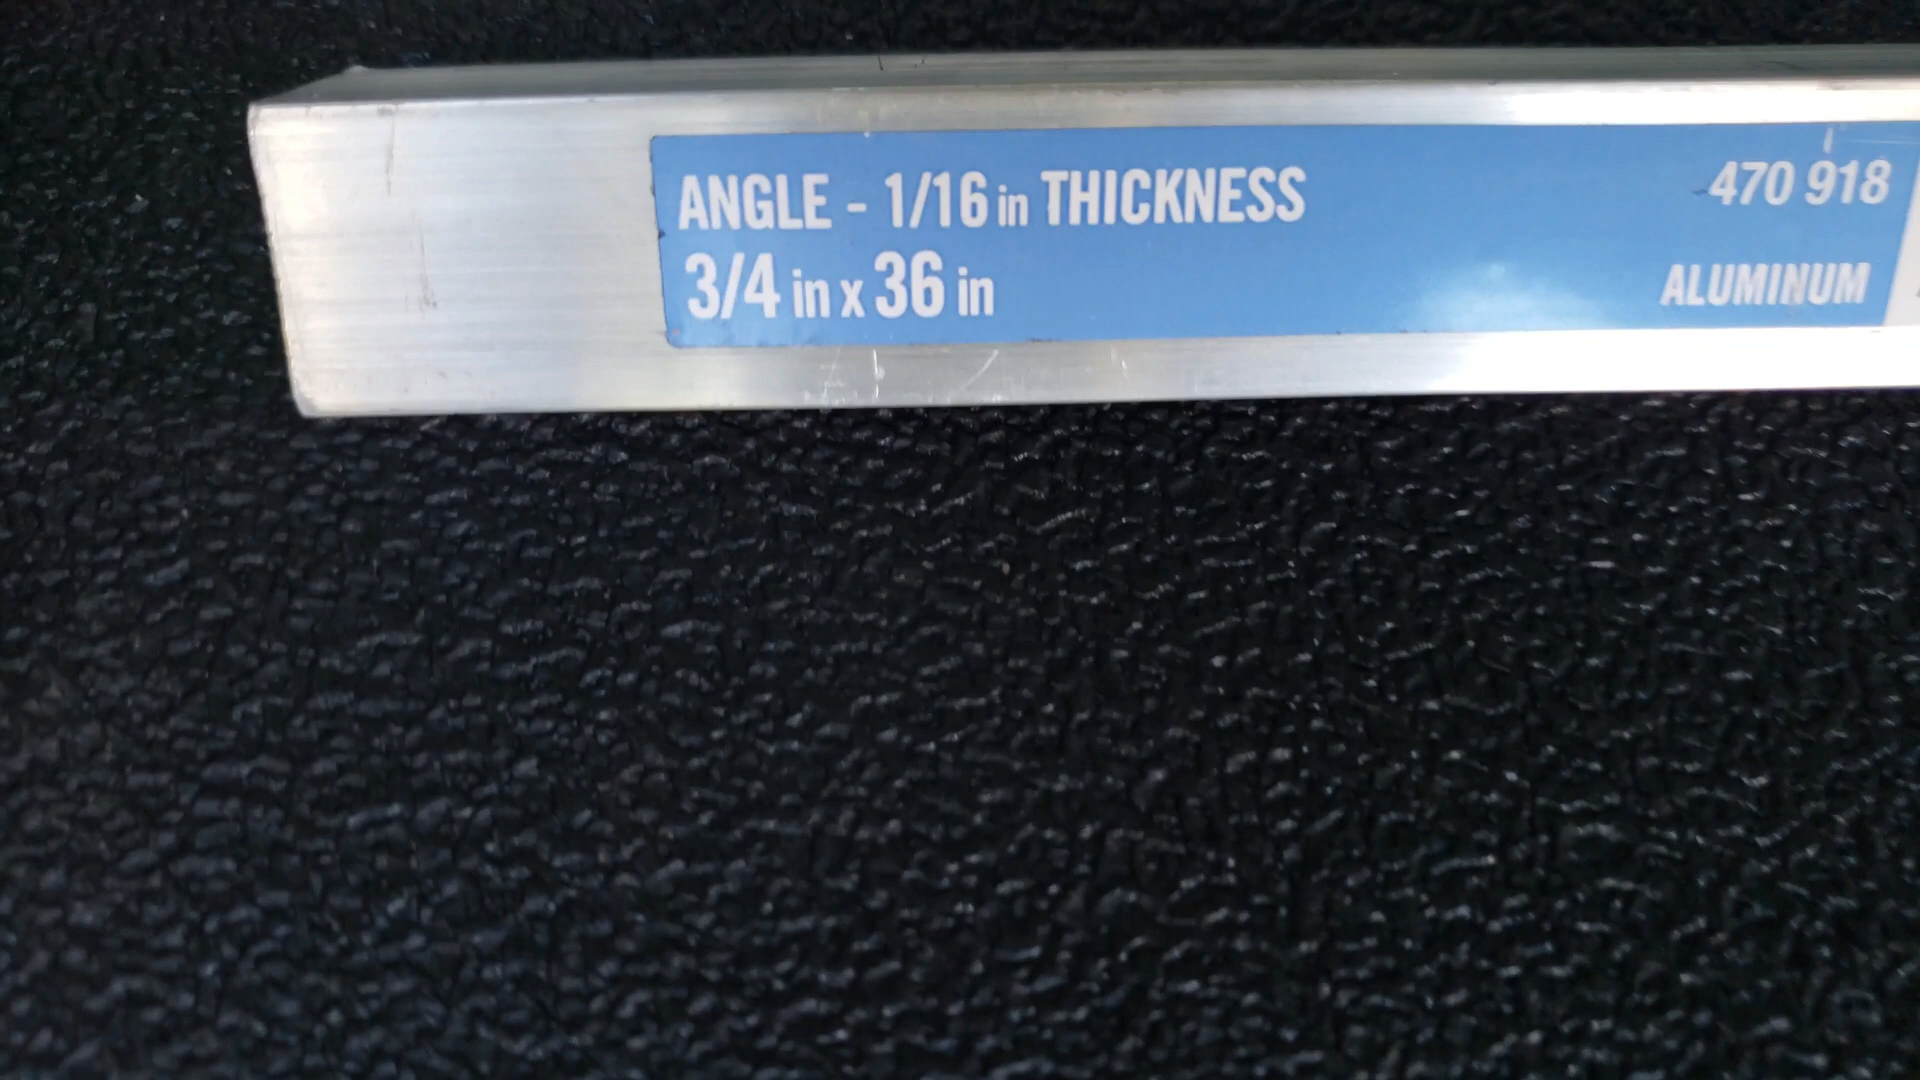 ANGLE - 1/16 in THICKNESS
3/4 in x 36 in
470 918
ALUMINUM